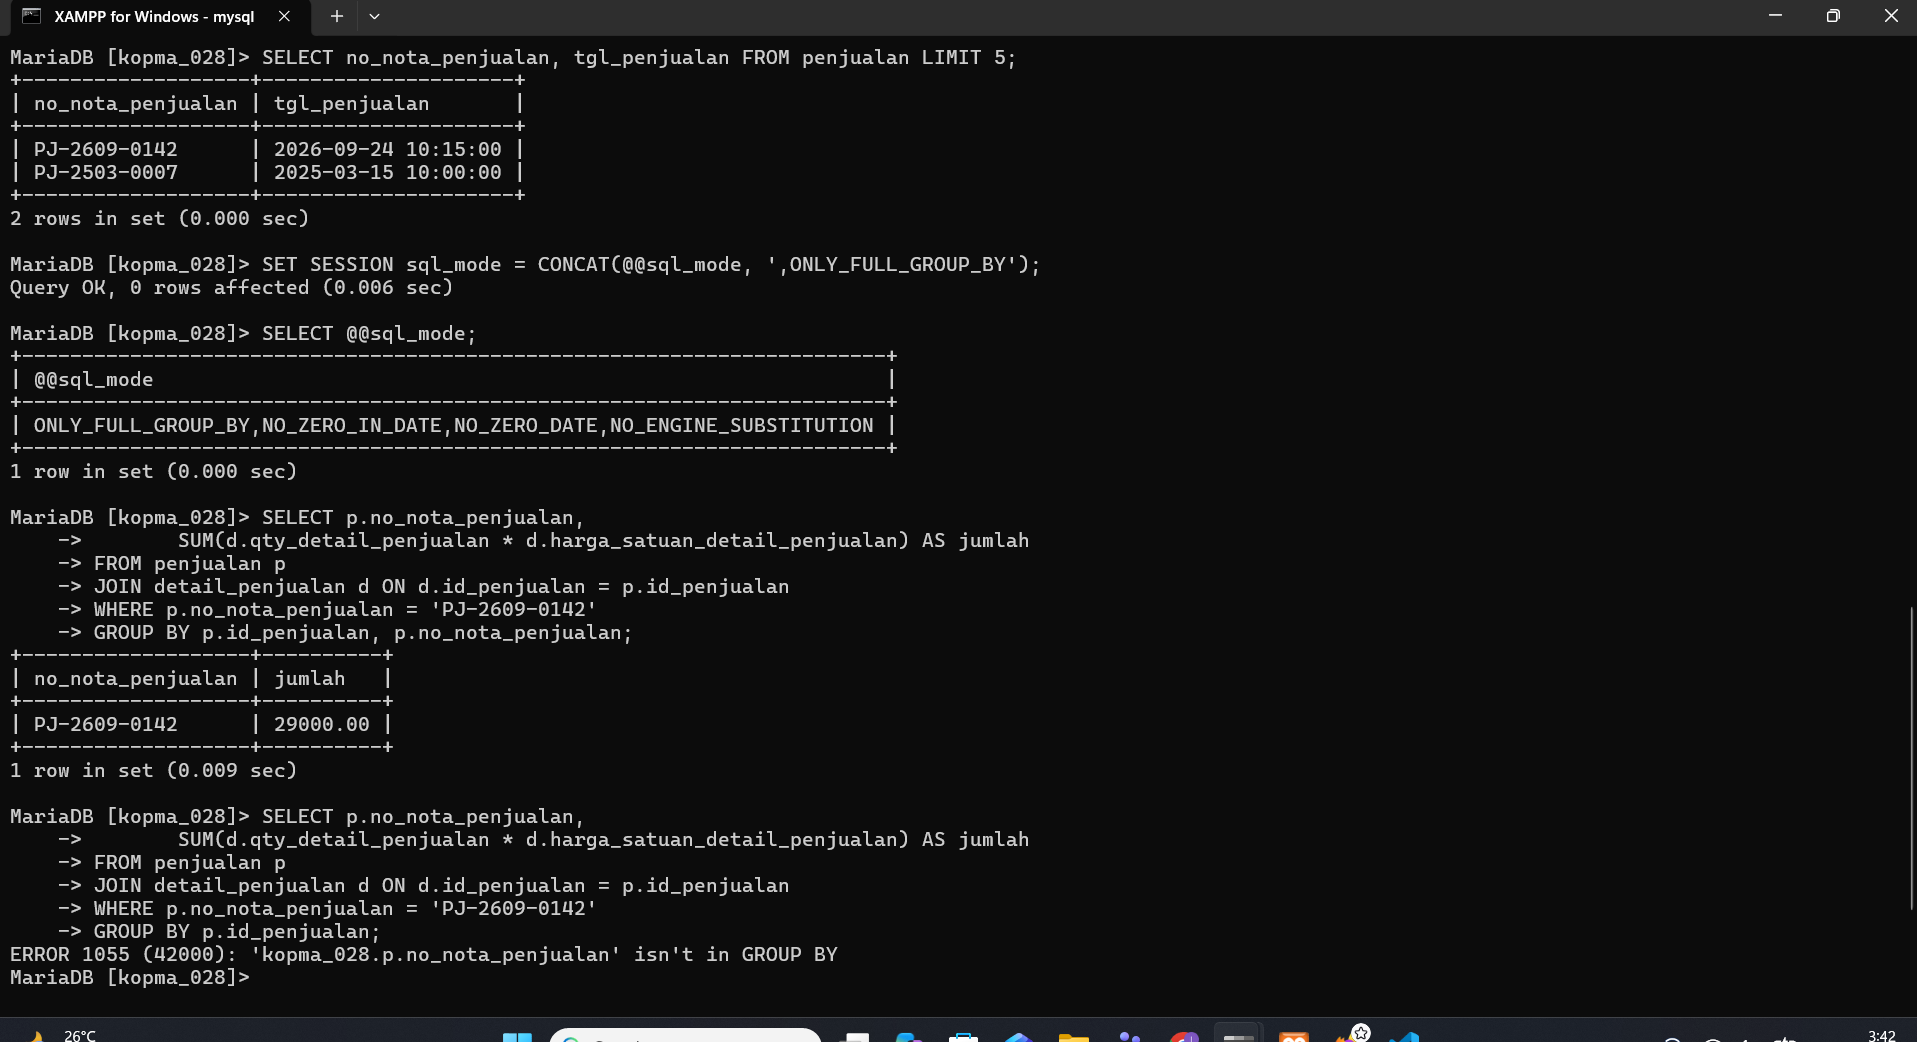 XAMPP for Windows - mysql
MariaDB [kopma_028]> SELECT no_nota_penjualan, tgl_penjualan FROM penjualan LIMIT 5;
+-------------------+---------------------+
| no_nota_penjualan | tgl_penjualan       |
+-------------------+---------------------+
| PJ-2609-0142      | 2026-09-24 10:15:00 |
| PJ-2503-0007      | 2025-03-15 10:00:00 |
+-------------------+---------------------+
2 rows in set (0.000 sec)
MariaDB [kopma_028]> SET SESSION sql_mode = CONCAT(@@sql_mode, ',ONLY_FULL_GROUP_BY');
Query OK, 0 rows affected (0.006 sec)
MariaDB [kopma_028]> SELECT @@sql_mode;
+------------------------------------------------------------------------+
| @@sql_mode                                                             |
+------------------------------------------------------------------------+
| ONLY_FULL_GROUP_BY,NO_ZERO_IN_DATE,NO_ZERO_DATE,NO_ENGINE_SUBSTITUTION |
+------------------------------------------------------------------------+
1 row in set (0.000 sec)
MariaDB [kopma_028]> SELECT p.no_nota_penjualan,
    ->        SUM(d.qty_detail_penjualan * d.harga_satuan_detail_penjualan) AS jumlah
    -> FROM penjualan p
    -> JOIN detail_penjualan d ON d.id_penjualan = p.id_penjualan
    -> WHERE p.no_nota_penjualan = 'PJ-2609-0142'
    -> GROUP BY p.id_penjualan, p.no_nota_penjualan;
+-------------------+----------+
| no_nota_penjualan | jumlah   |
+-------------------+----------+
| PJ-2609-0142      | 29000.00 |
+-------------------+----------+
1 row in set (0.009 sec)
MariaDB [kopma_028]> SELECT p.no_nota_penjualan,
    ->        SUM(d.qty_detail_penjualan * d.harga_satuan_detail_penjualan) AS jumlah
    -> FROM penjualan p
    -> JOIN detail_penjualan d ON d.id_penjualan = p.id_penjualan
    -> WHERE p.no_nota_penjualan = 'PJ-2609-0142'
    -> GROUP BY p.id_penjualan;
ERROR 1055 (42000): 'kopma_028.p.no_nota_penjualan' isn't in GROUP BY
MariaDB [kopma_028]>
26°C
3:42